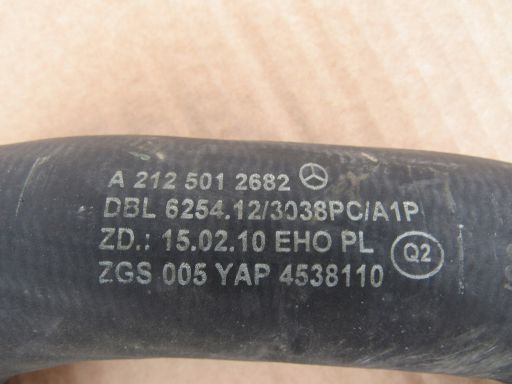 A 212 501 2682
DBL 6254.12/3038PC/A1P
ZD.: 15.02.10 EHO PL
Q2
ZGS 005 YAP 4538110